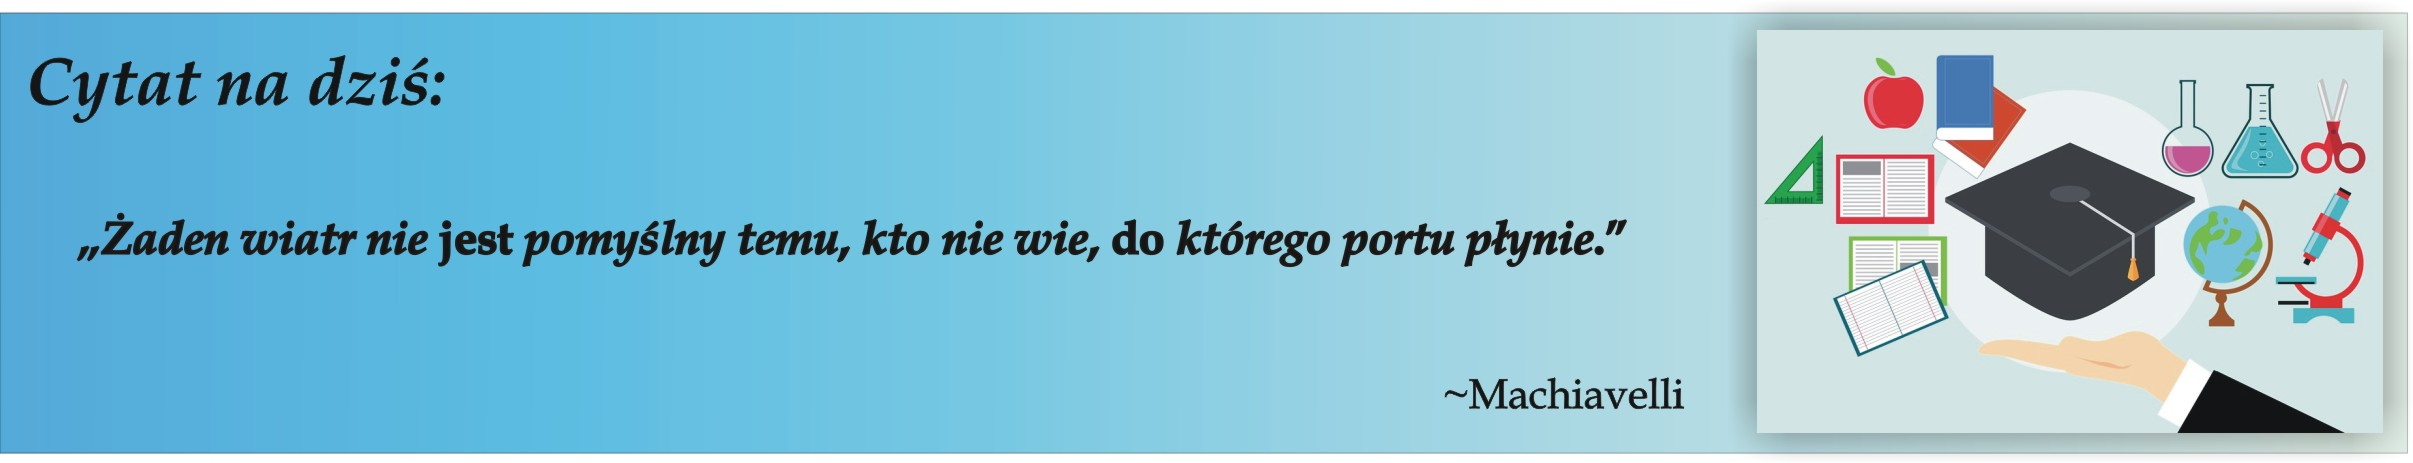 Cytat na dziś:
„Żaden wiatr nie jest pomyślny temu, kto nie wie, do którego portu płynie.”
~Machiavelli